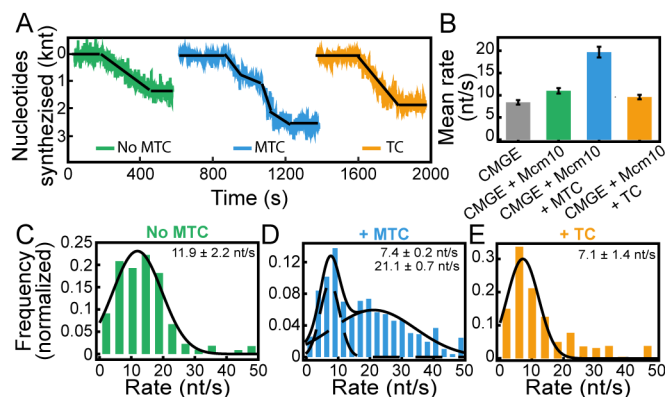 A
Nucleotides
synthezised (knt)
0
1
2
3
No MTC
MTC
TC
0
400
800
1200
1600
2000
Time (s)
B
Mean rate
(nt/s)
20
15
10
5
0
CMGE
CMGE + Mcm10
CMGE + Mcm10
+ MTC
CMGE + Mcm10
+ TC
C
No MTC
11.9 ± 2.2 nt/s
Frequency
(normalized)
0.25
0.2
0.15
0.1
0.05
0
0 10 20 30 40 50
Rate (nt/s)
D
+ MTC
7.4 ± 0.2 nt/s
21.1 ± 0.7 nt/s
0.12
0.08
0.04
0
0 10 20 30 40 50
Rate (nt/s)
E
+ TC
7.1 ± 1.4 nt/s
0.3
0.2
0.1
0
0 10 20 30 40 50
Rate (nt/s)